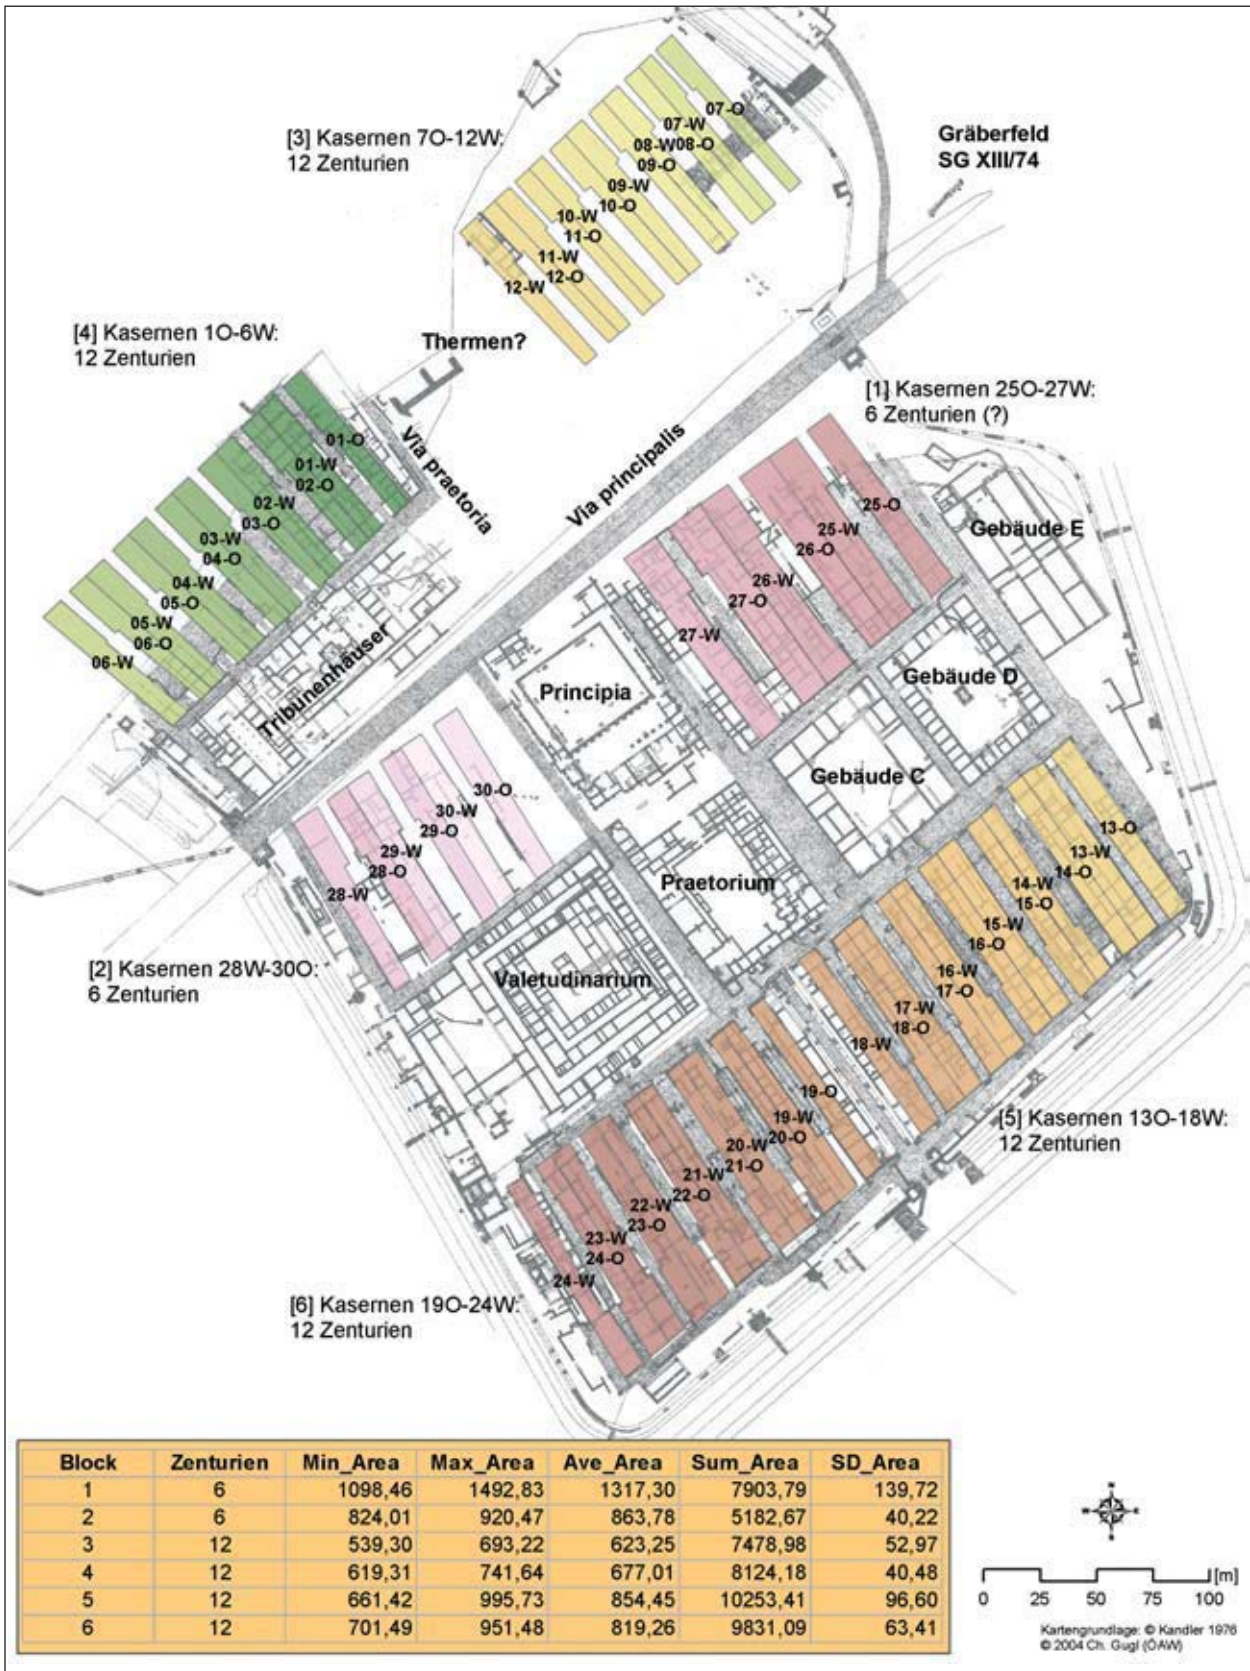 [3] Kasernen 7O-12W:
12 Zenturien
07-O
07-W
08-O
08-W
09-O
09-W
10-O
10-W
11-O
11-W
12-O
12-W
Gräberfeld
SG XIII/74
[4] Kasernen 1O-6W:
12 Zenturien
Thermen?
01-O
01-W
02-O
02-W
03-O
03-W
04-O
04-W
05-O
05-W
06-O
06-W
Via praetoria
Via principalis
Tribunenhäuser
[1] Kasernen 25O-27W:
6 Zenturien (?)
25-O
25-W
26-O
26-W
27-O
27-W
Gebäude E
Gebäude D
Gebäude C
Principia
Praetorium
Valetudinarium
30-O
30-W
29-O
29-W
28-O
28-W
[2] Kasernen 28W-30O:
6 Zenturien
13-O
13-W
14-O
14-W
15-O
15-W
16-O
16-W
17-O
17-W
18-O
18-W
[5] Kasernen 13O-18W:
12 Zenturien
19-O
19-W
20-O
20-W
21-O
21-W
22-O
22-W
23-O
23-W
24-O
24-W
[6] Kasernen 19O-24W:
12 Zenturien
Block Zenturien Min_Area Max_Area Ave_Area Sum_Area SD_Area
1 6 1098,46 1492,83 1317,30 7903,79 139,72
2 6 824,01 920,47 863,78 5182,67 40,22
3 12 539,30 693,22 623,25 7478,98 52,97
4 12 619,31 741,64 677,01 8124,18 40,48
5 12 661,42 995,73 854,45 10253,41 96,60
6 12 701,49 951,48 819,26 9831,09 63,41
[m]
0 25 50 75 100
Kartengrundlage: © Kandler 1976
© 2004 Ch. Gugl (ÖAW)